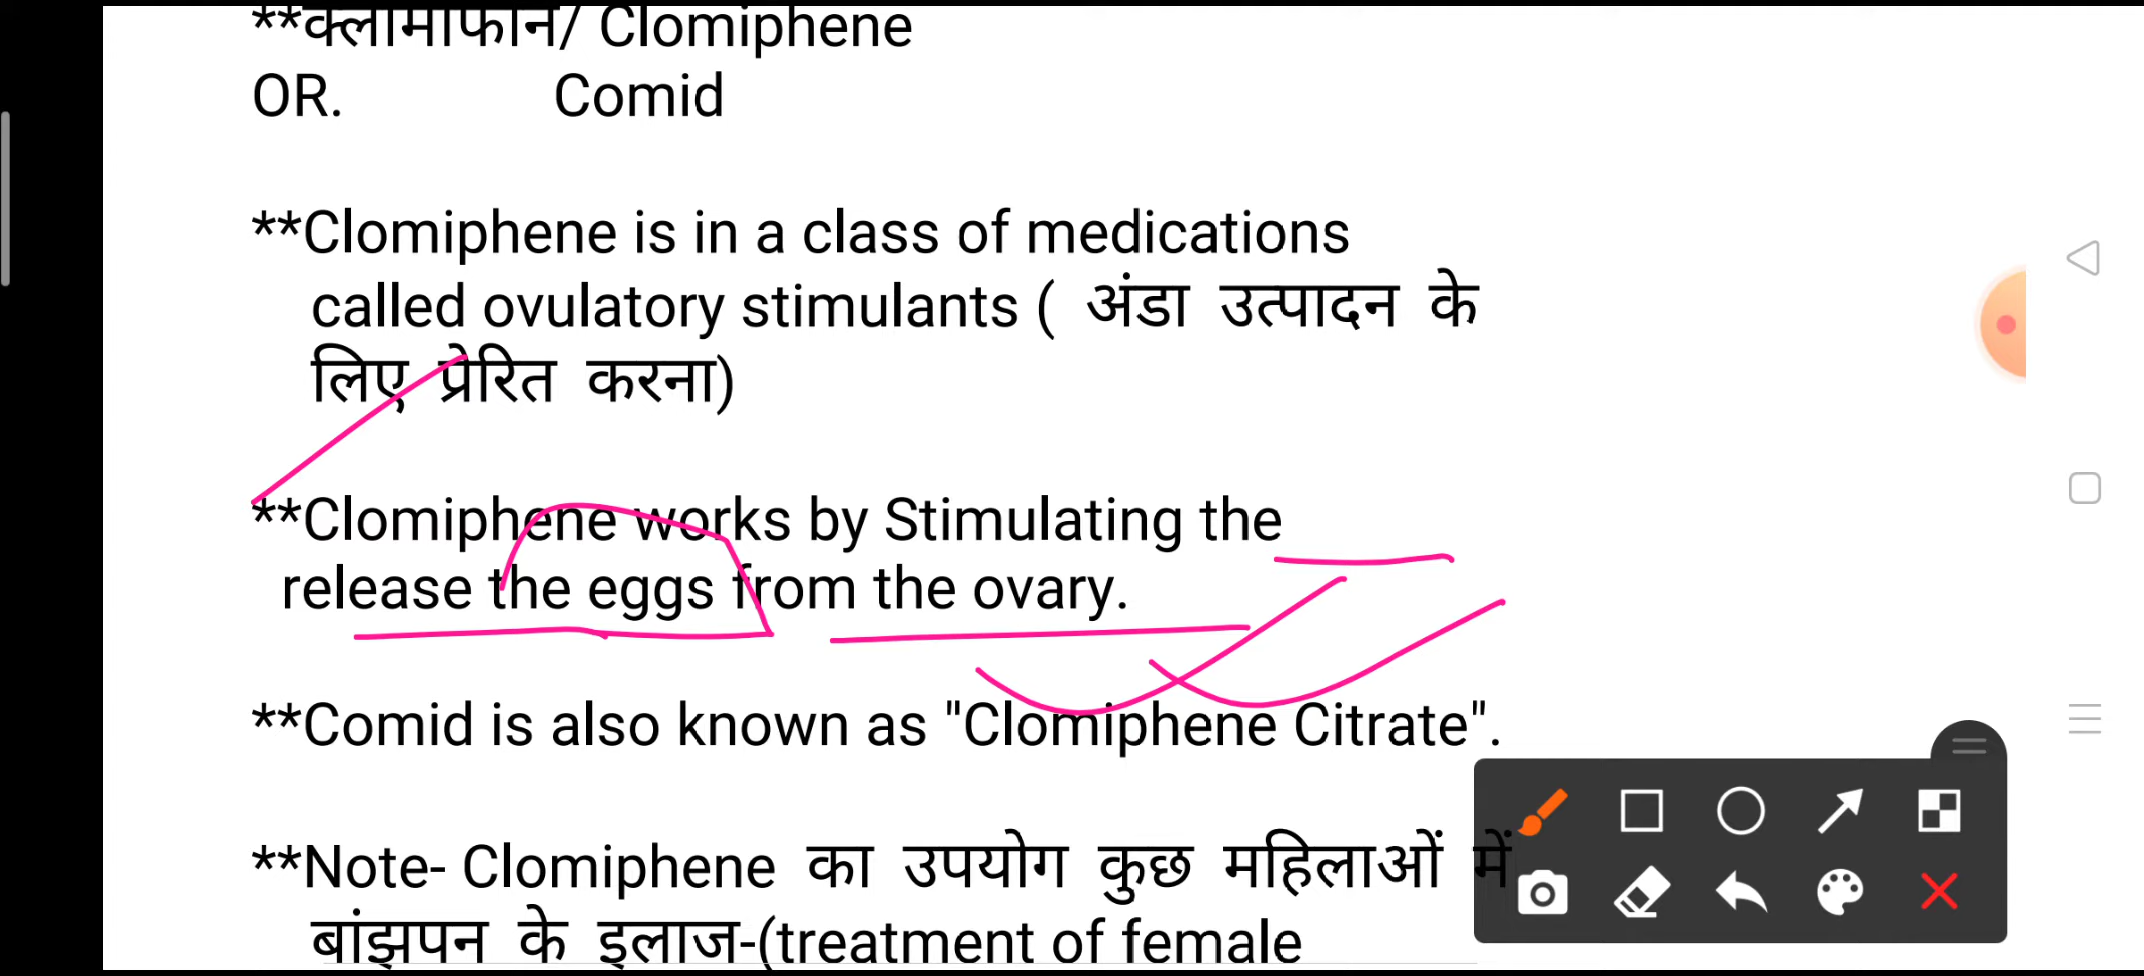 **क्लोमीफीन/ Clomiphene
OR. Comid
**Clomiphene is in a class of medications
called ovulatory stimulants ( अंडा उत्पादन के
लिए प्रेरित करना)
**Clomiphene works by Stimulating the
release the eggs from the ovary.
**Comid is also known as "Clomiphene Citrate".
**Note- Clomiphene का उपयोग कुछ महिलाओं में
बांझपन के इलाज-(treatment of female